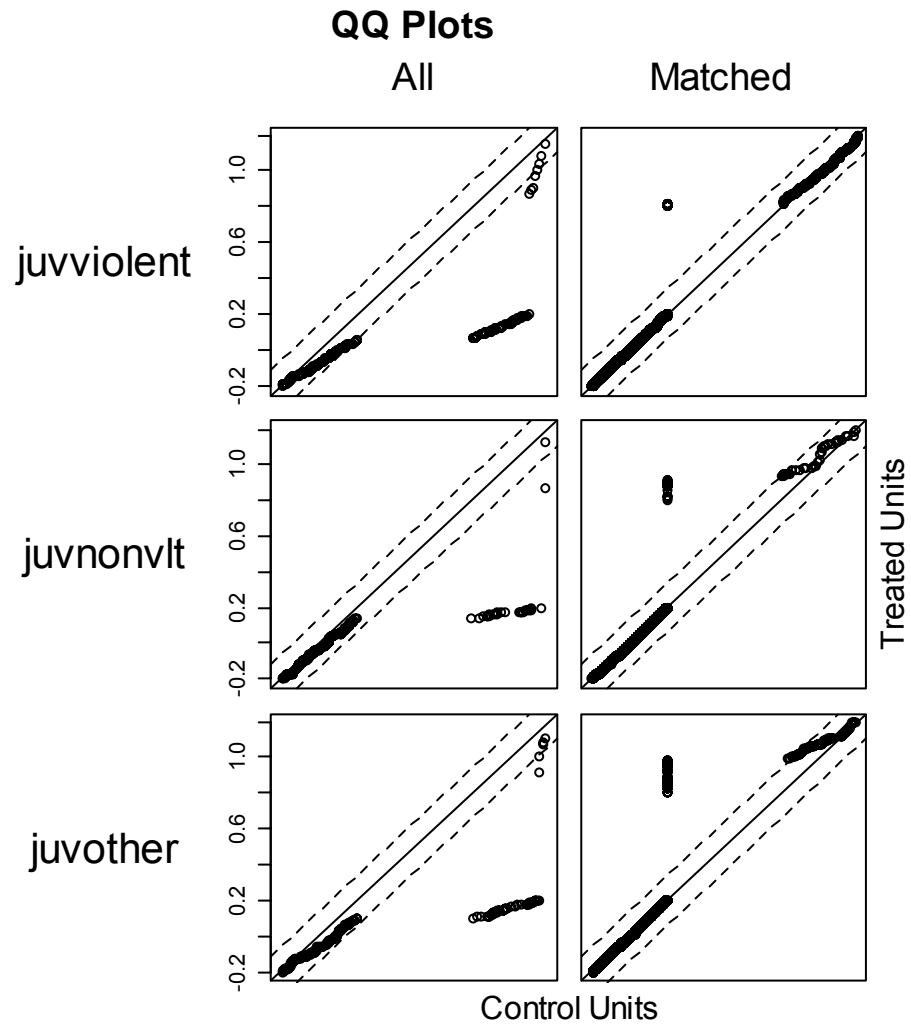 QQ Plots
All
Matched
juvviolent
-0.2 0.2 0.6 1.0
juvnonvlt
-0.2 0.2 0.6 1.0
juvother
-0.2 0.2 0.6 1.0
Treated Units
Control Units